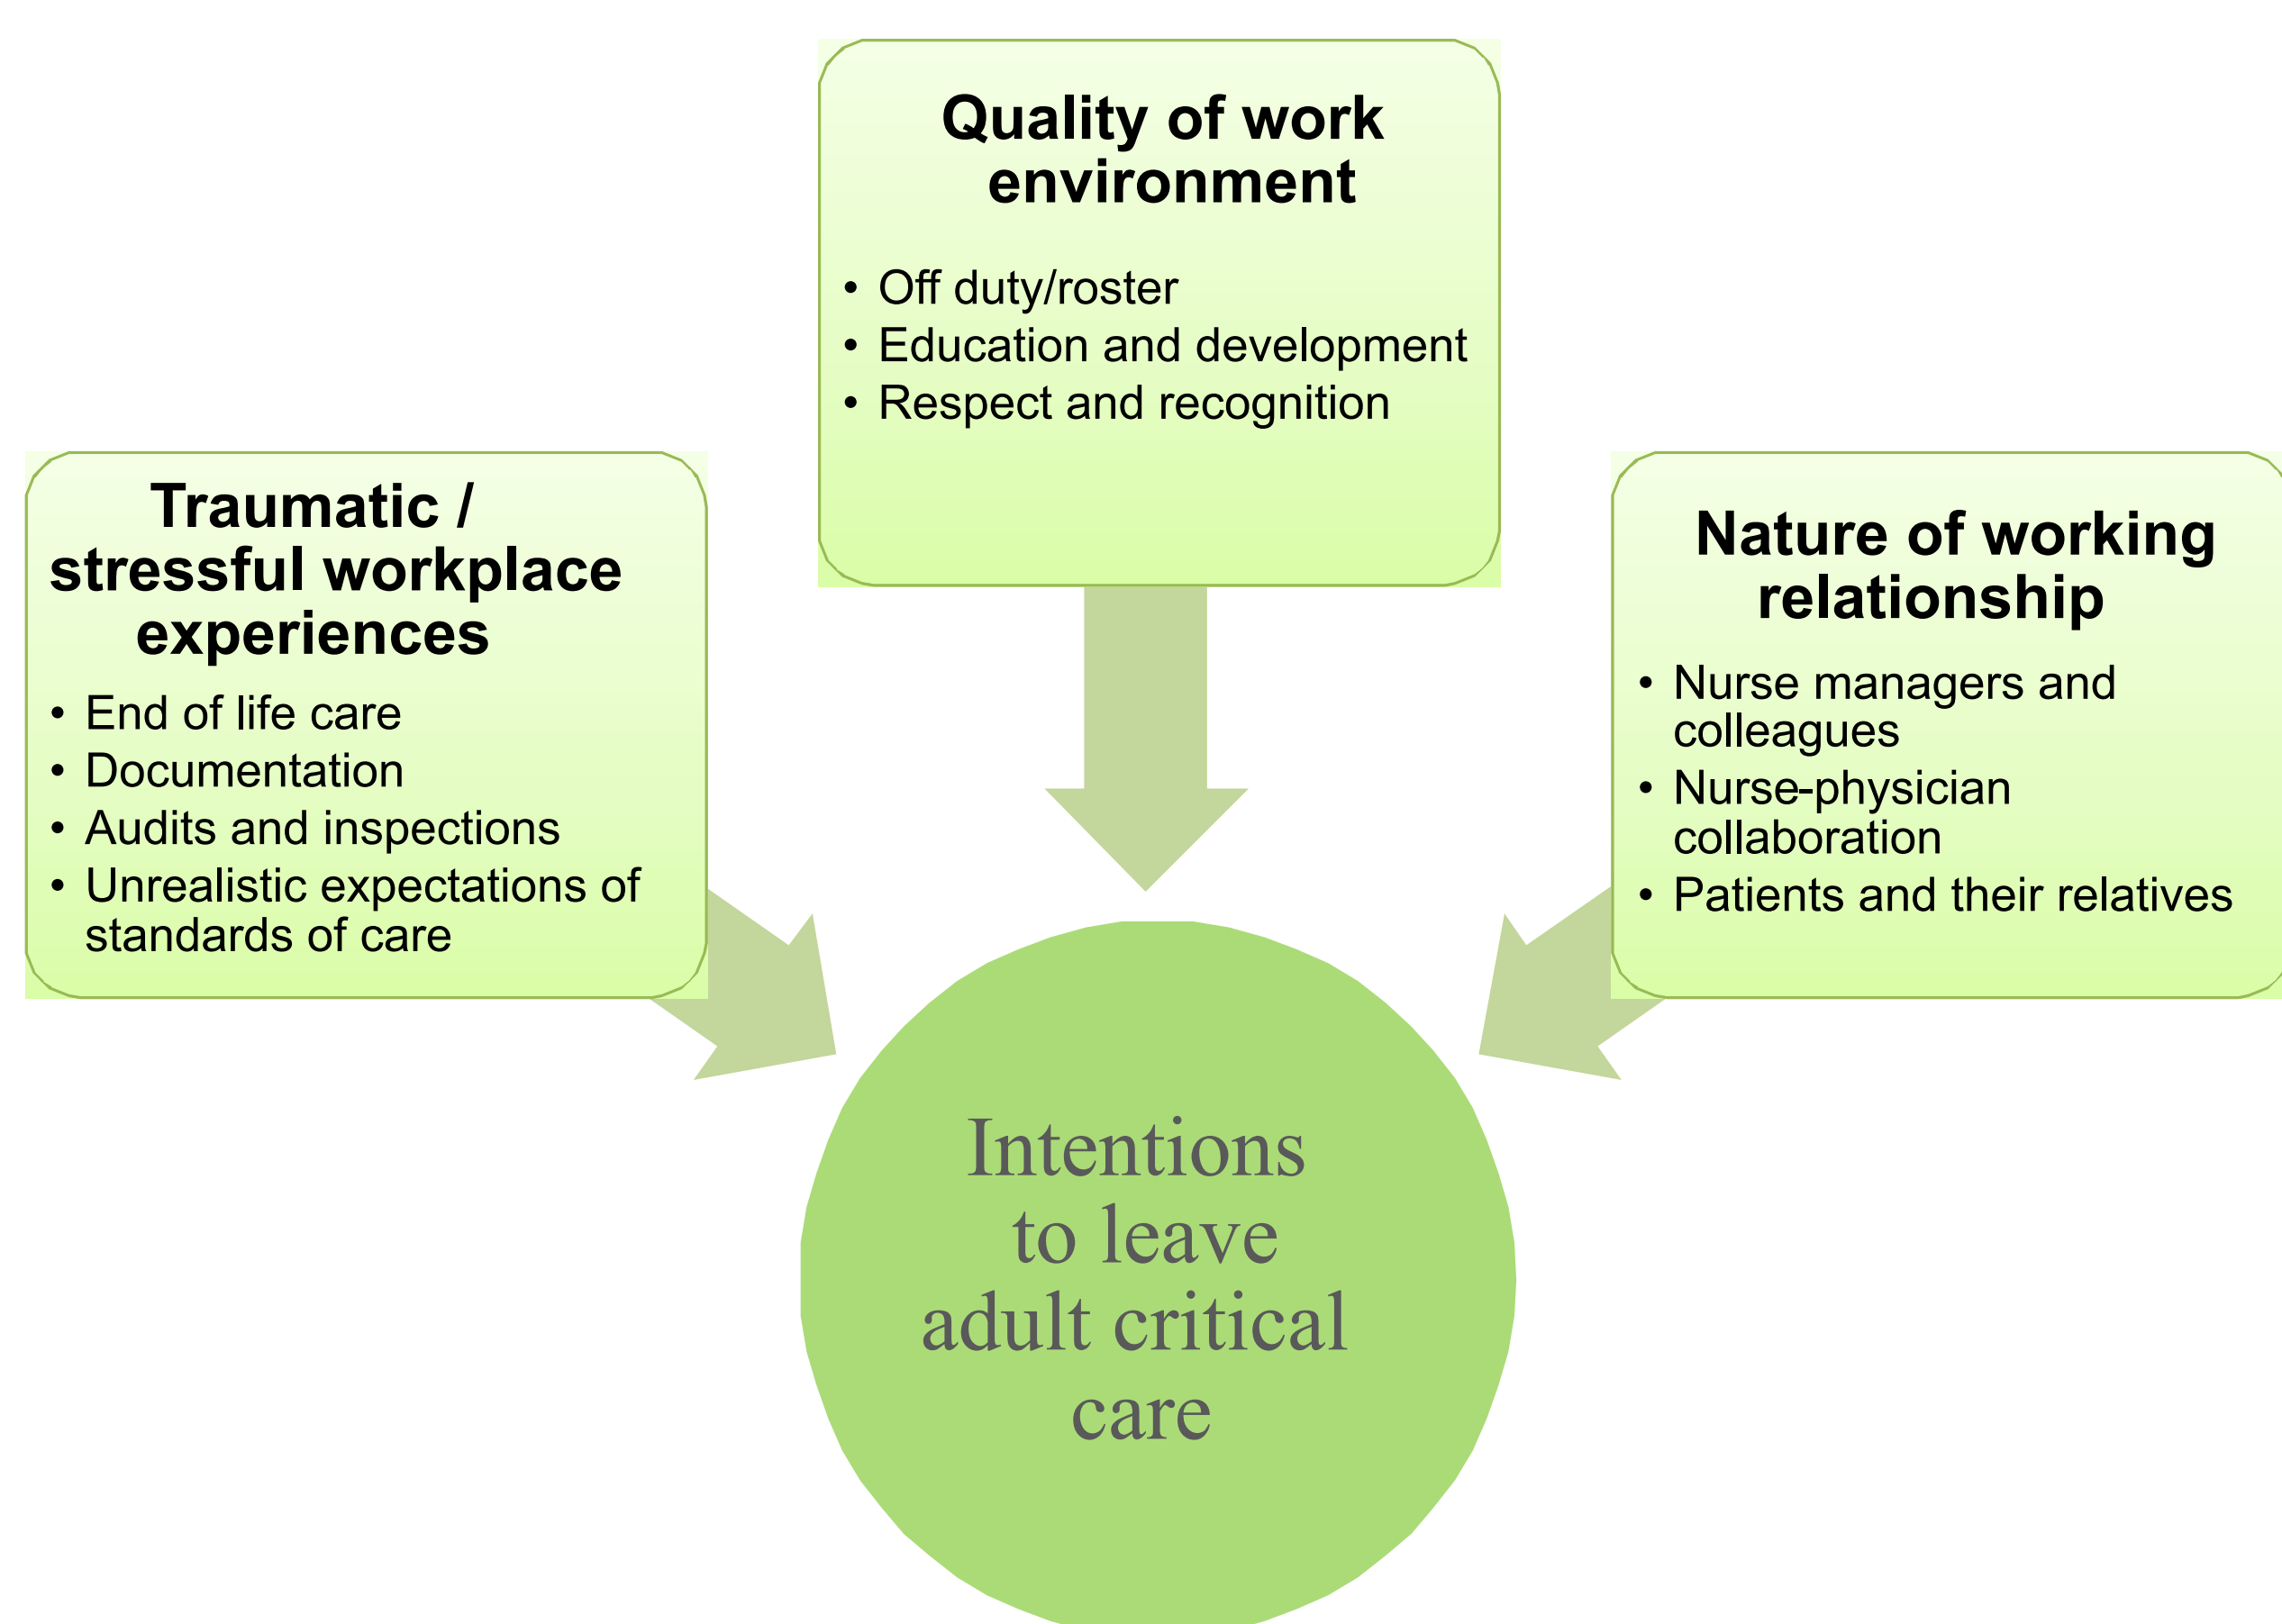 Quality of work
environment
• Off duty/roster
• Education and development
• Respect and recognition
Traumatic /
stressful workplace
experiences
• End of life care
• Documentation
• Audits and inspections
• Unrealistic expectations of
standards of care
Nature of working
relationship
• Nurse managers and
colleagues
• Nurse-physician
collaboration
• Patients and their relatives
Intentions
to leave
adult critical
care